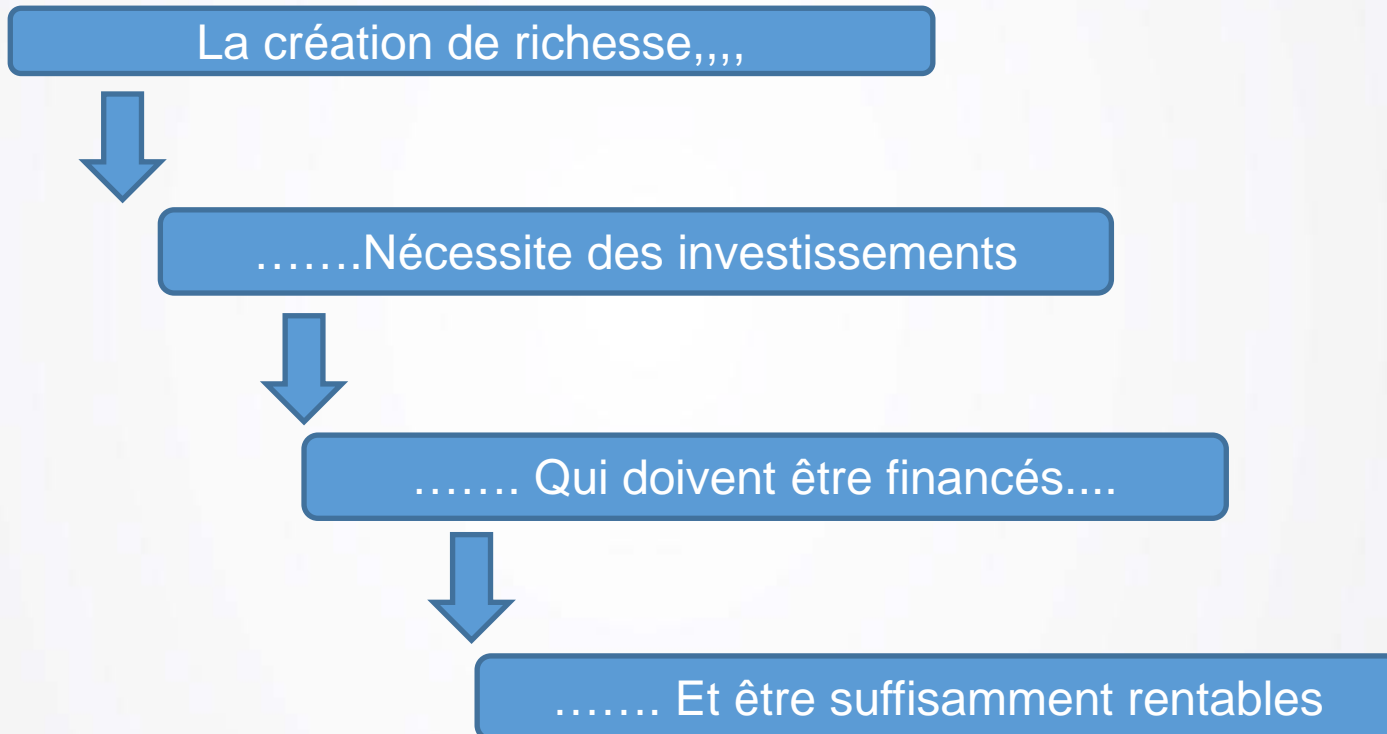 La création de richesse,,,,
…….Nécessite des investissements
……. Qui doivent être financés....
……. Et être suffisamment rentables